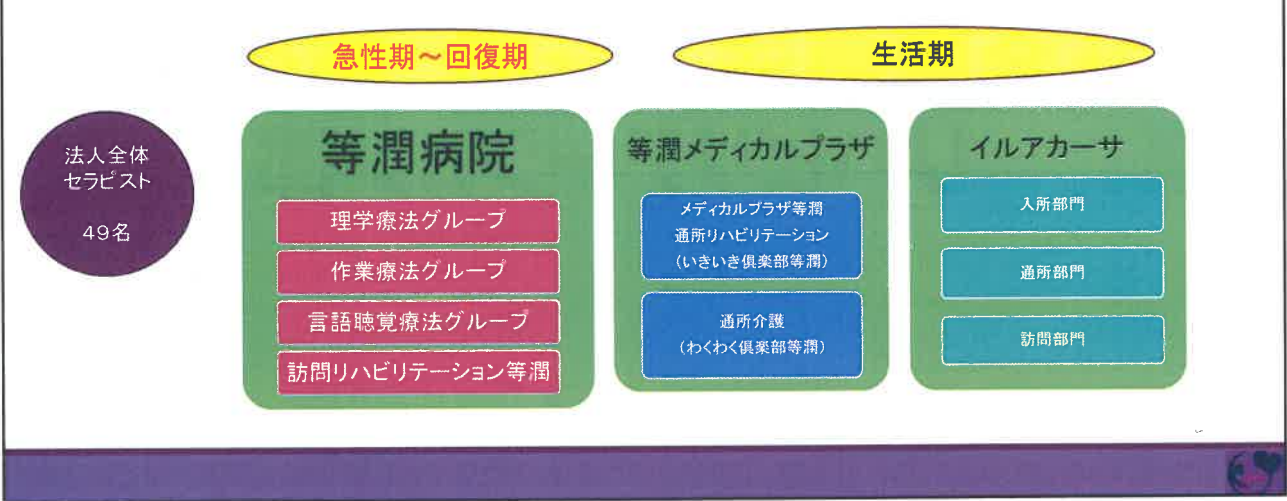 急性期～回復期
生活期
法人全体
セラピスト
49名
等潤病院
理学療法グループ
作業療法グループ
言語聴覚療法グループ
訪問リハビリテーション等潤
等潤メディカルプラザ
メディカルプラザ等潤
通所リハビリテーション
(いきいき倶楽部等潤)
通所介護
(わくわく倶楽部等潤)
イルアカーサ
入所部門
通所部門
訪問部門